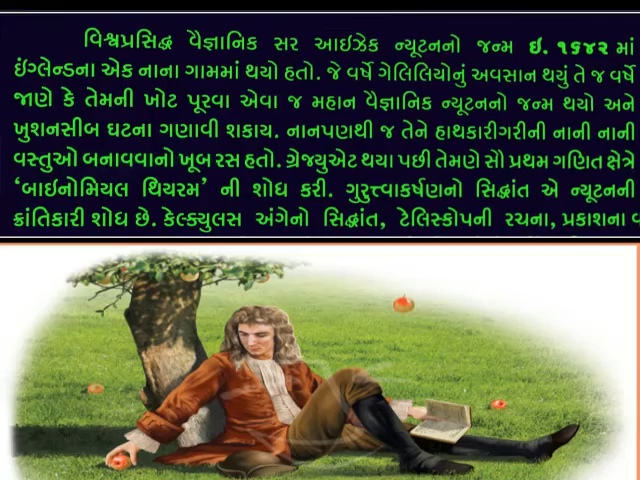 વિશ્વપ્રસિદ્ધ વૈજ્ઞાનિક સર આઇઝેક ન્યૂટનનો જન્મ ઇ. ૧૬૪૨ માં
ઇંગ્લેન્ડના એક નાના ગામમાં થયો હતો. જે વર્ષે ગેલિલિયોનું અવસાન થયું તે જ વર્ષે
જાણે કે તેમની ખોટ પૂરવા એવા જ મહાન વૈજ્ઞાનિક ન્યૂટનનો જન્મ થયો અને
ખુશનસીબ ઘટના ગણાવી શકાય. નાનપણથી જ તેને હાથકારીગરીની નાની નાની
વસ્તુઓ બનાવવાનો ખૂબ રસ હતો. ગ્રેજ્યુએટ થયા પછી તેમણે સૌ પ્રથમ ગણિત ક્ષેત્રે
‘બાઇનોમિયલ થિયરમ’ ની શોધ કરી. ગુરુત્ત્વાકર્ષણનો સિદ્ધાંત એ ન્યૂટનની
ક્રાંતિકારી શોધ છે. કેલ્ક્યુલસ અંગેનો સિદ્ધાંત, ટેલિસ્કોપની રચના, પ્રકાશના